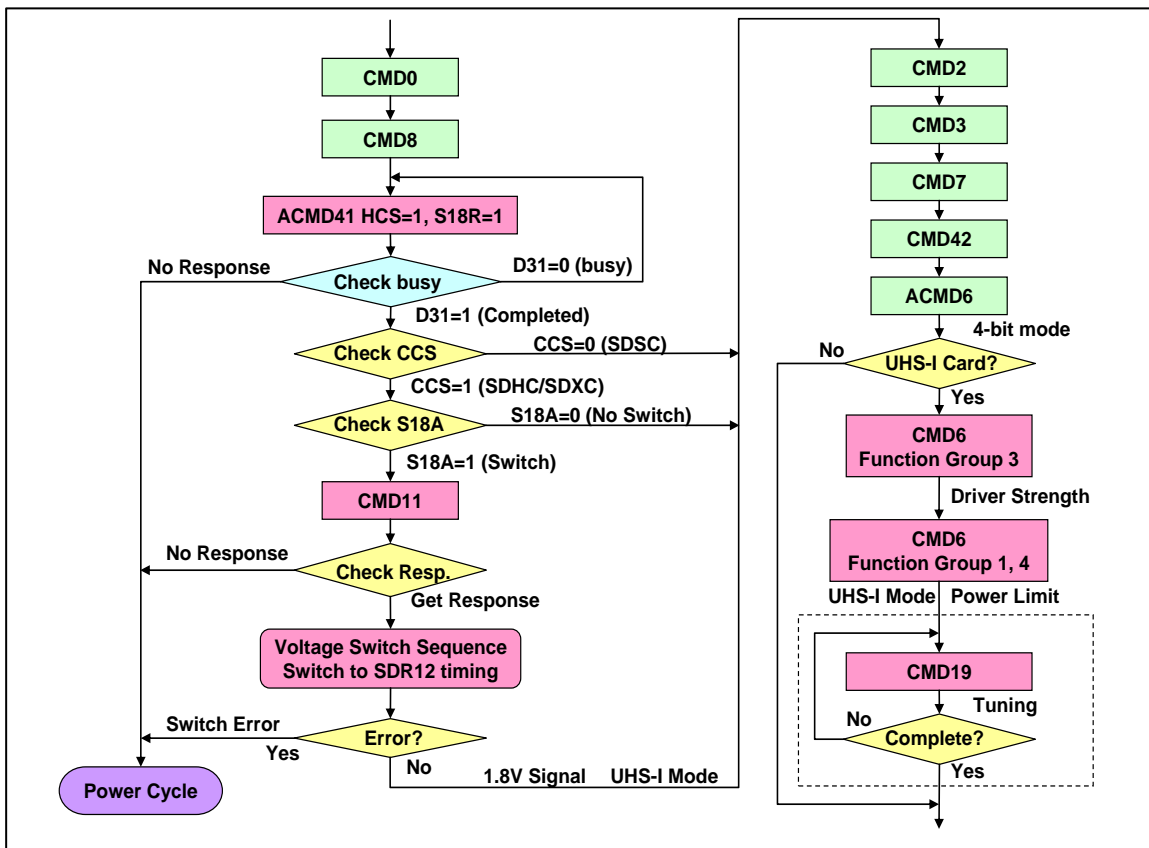 CMD0
CMD8
ACMD41 HCS=1, S18R=1
No Response
Check busy
D31=0 (busy)
D31=1 (Completed)
Check CCS
CCS=0 (SDSC)
CCS=1 (SDHC/SDXC)
Check S18A
S18A=0 (No Switch)
S18A=1 (Switch)
CMD11
No Response
Check Resp.
Get Response
Voltage Switch Sequence
Switch to SDR12 timing
Switch Error
Error?
Yes
No
1.8V Signal
UHS-I Mode
Power Cycle
CMD2
CMD3
CMD7
CMD42
ACMD6
4-bit mode
No
UHS-I Card?
Yes
CMD6
Function Group 3
Driver Strength
CMD6
Function Group 1, 4
UHS-I Mode
Power Limit
CMD19
Tuning
No
Complete?
Yes